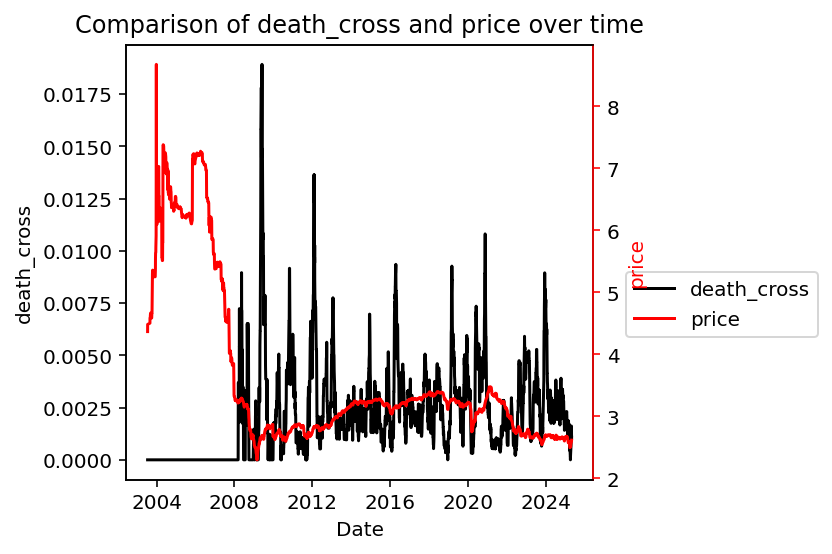 Comparison of death_cross and price over time
0.0175
0.0150
0.0125
0.0100
0.0075
0.0050
0.0025
0.0000
death_cross
8
7
6
5
4
3
2
price
death_cross
price
2004 2008 2012 2016 2020 2024
Date